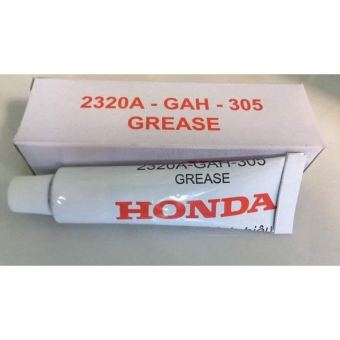 2320A - GAH - 305
GREASE
2320A-GAH-305
GREASE
HONDA